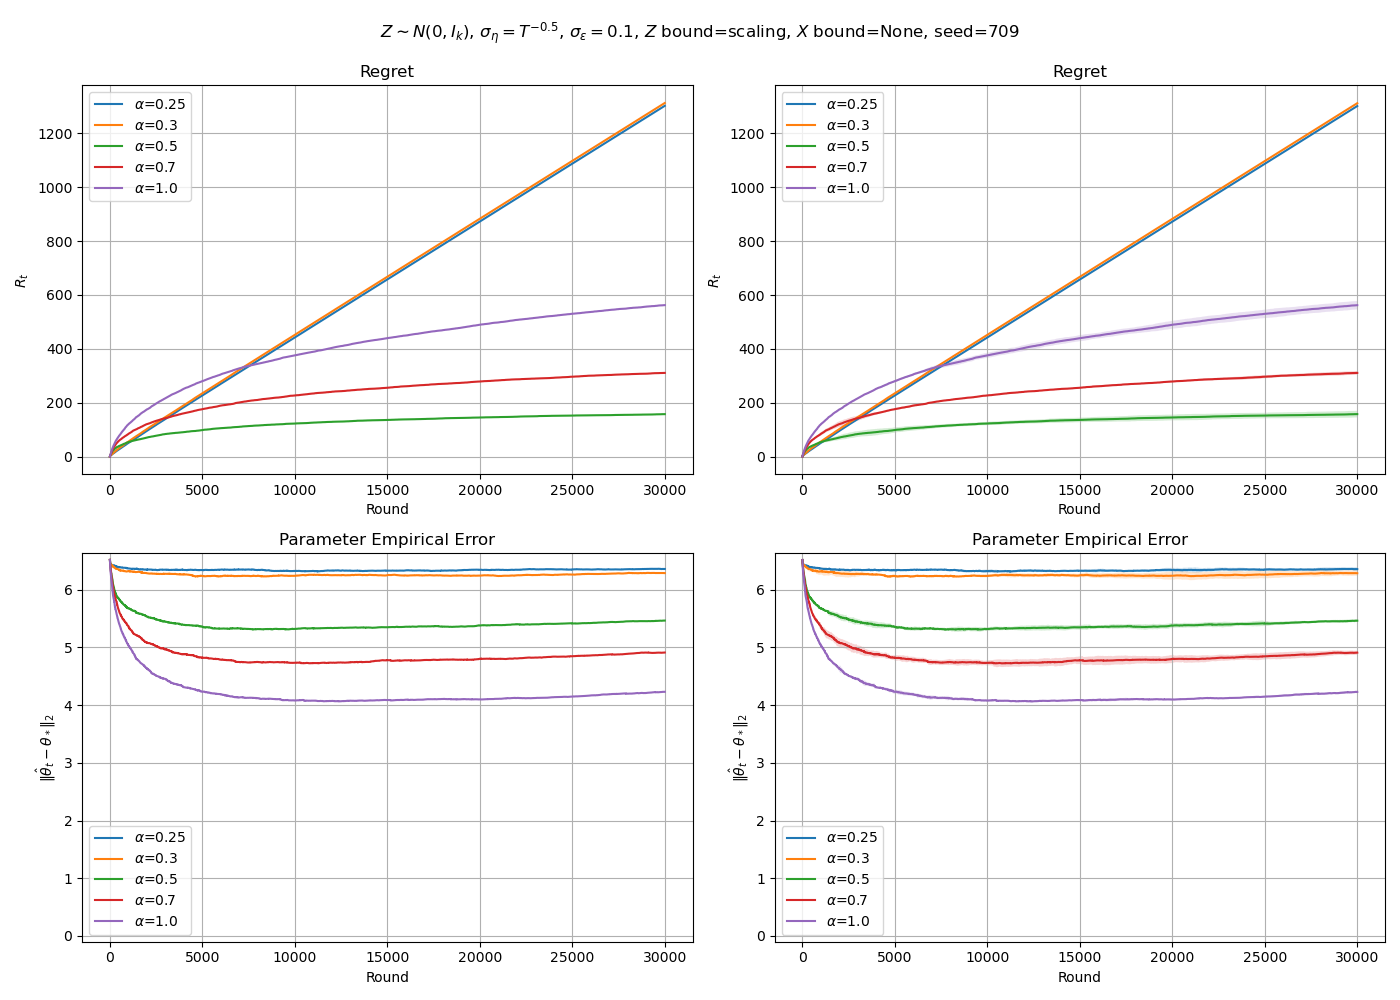 Z ∼ N(0, I_k), σ_η = T^{−0.5}, σ_ε = 0.1, Z bound=scaling, X bound=None, seed=709
Regret
1200
1000
800
600
400
200
0
R_t
α=0.25
α=0.3
α=0.5
α=0.7
α=1.0
0 5000 10000 15000 20000 25000 30000
Round
Regret
1200
1000
800
600
400
200
0
R_t
α=0.25
α=0.3
α=0.5
α=0.7
α=1.0
0 5000 10000 15000 20000 25000 30000
Round
Parameter Empirical Error
6
5
4
3
2
1
0
‖θ̂_t − θ_*‖_2
α=0.25
α=0.3
α=0.5
α=0.7
α=1.0
0 5000 10000 15000 20000 25000 30000
Round
Parameter Empirical Error
6
5
4
3
2
1
0
‖θ̂_t − θ_*‖_2
α=0.25
α=0.3
α=0.5
α=0.7
α=1.0
0 5000 10000 15000 20000 25000 30000
Round